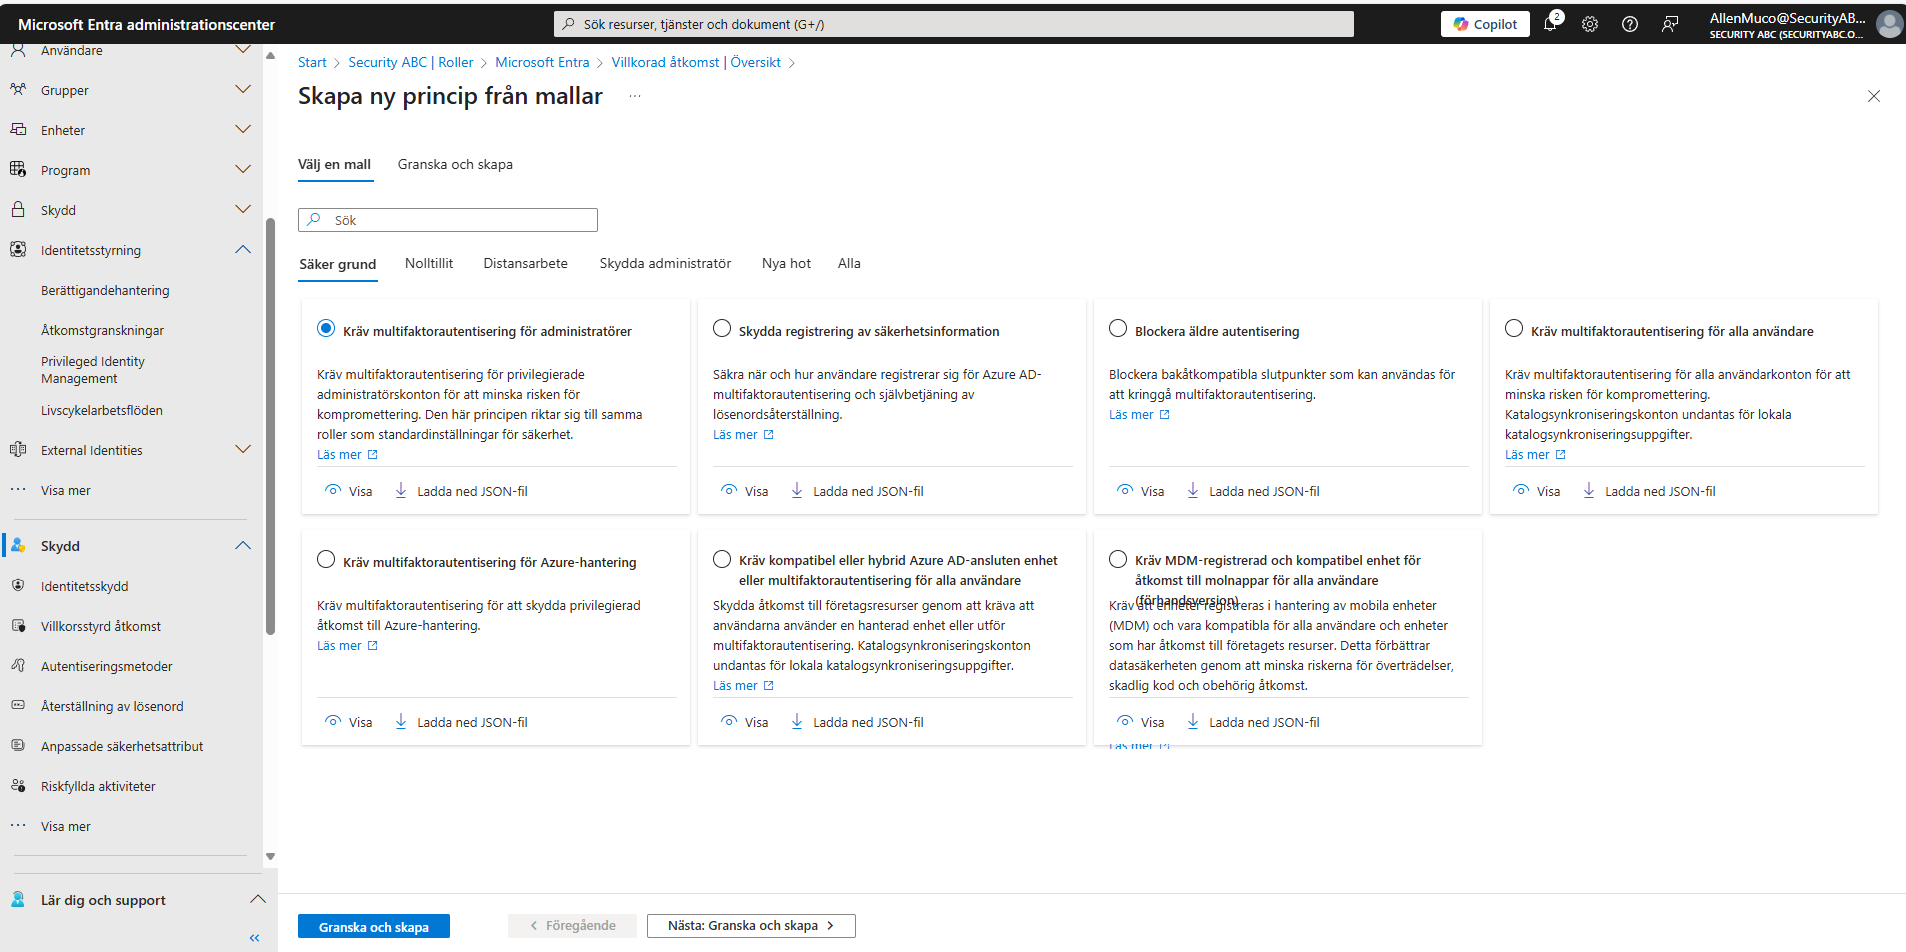 Microsoft Entra administrationscenter
Sök resurser, tjänster och dokument (G+/)
Copilot
2
AllenMuco@SecurityAB...
SECURITY ABC (SECURITYABC.O...
Användare
Grupper
Enheter
Program
Skydd
Identitetsstyrning
Berättigandehantering
Åtkomstgranskningar
Privileged Identity
Management
Livscykelarbetsflöden
External Identities
Visa mer
Skydd
Identitetsskydd
Villkorsstyrd åtkomst
Autentiseringsmetoder
Återställning av lösenord
Anpassade säkerhetsattribut
Riskfyllda aktiviteter
Visa mer
Lär dig och support
Start > Security ABC | Roller > Microsoft Entra > Villkorad åtkomst | Översikt >
Skapa ny princip från mallar ...
Välj en mall Granska och skapa
Sök
Säker grund Nolltillit Distansarbete Skydda administratör Nya hot Alla
Kräv multifaktorautentisering för administratörer
Kräv multifaktorautentisering för privilegierade
administratörskonton för att minska risken för
kompromettering. Den här principen riktar sig till samma
roller som standardinställningar för säkerhet.
Läs mer
Visa Ladda ned JSON-fil
Skydda registrering av säkerhetsinformation
Säkra när och hur användare registrerar sig för Azure AD-
multifaktorautentisering och självbetjäning av
lösenordsåterställning.
Läs mer
Visa Ladda ned JSON-fil
Blockera äldre autentisering
Blockera bakåtkompatibla slutpunkter som kan användas för
att kringgå multifaktorautentisering.
Läs mer
Visa Ladda ned JSON-fil
Kräv multifaktorautentisering för alla användare
Kräv multifaktorautentisering för alla användarkonton för att
minska risken för kompromettering.
Katalogsynkroniseringskonton undantas för lokala
katalogsynkroniseringsuppgifter.
Läs mer
Visa Ladda ned JSON-fil
Kräv multifaktorautentisering för Azure-hantering
Kräv multifaktorautentisering för att skydda privilegierad
åtkomst till Azure-hantering.
Läs mer
Visa Ladda ned JSON-fil
Kräv kompatibel eller hybrid Azure AD-ansluten enhet
eller multifaktorautentisering för alla användare
Skydda åtkomst till företagsresurser genom att kräva att
användarna använder en hanterad enhet eller utför
multifaktorautentisering. Katalogsynkroniseringskonton
undantas för lokala katalogsynkroniseringsuppgifter.
Läs mer
Visa Ladda ned JSON-fil
Kräv MDM-registrerad och kompatibel enhet för
åtkomst till molnappar för alla användare
(förhandsversion)
Kräv att enheter registreras i hantering av mobila enheter
(MDM) och vara kompatibla för alla användare och enheter
som har åtkomst till företagets resurser. Detta förbättrar
datasäkerheten genom att minska riskerna för överträdelser,
skadlig kod och obehörig åtkomst.
Visa Ladda ned JSON-fil
Läs mer
Granska och skapa < Föregående Nästa: Granska och skapa >